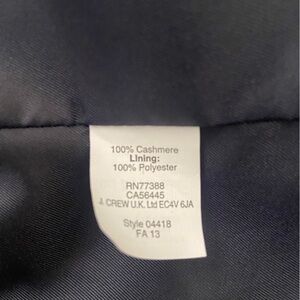 100% Cashmere
Lining:
100% Polyester
RN77388
CA56445
J. CREW U.K. Ltd EC4V 6JA
Style 04418
FA 13